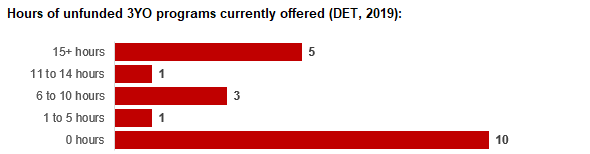 Hours of unfunded 3YO programs currently offered (DET, 2019):
15+ hours 5
11 to 14 hours 1
6 to 10 hours 3
1 to 5 hours 1
0 hours 10